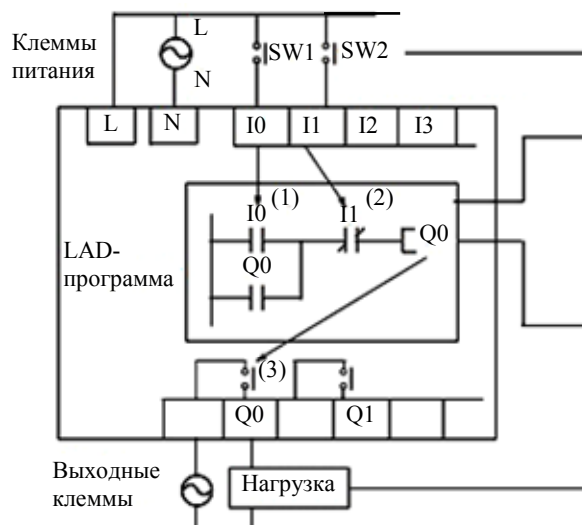 Клеммы
питания
L
N
SW1
SW2
L
N
I0
I1
I2
I3
(1)
(2)
I0
I1
Q0
Q0
LAD-
программа
(3)
Q0
Q1
Выходные
клеммы
Нагрузка